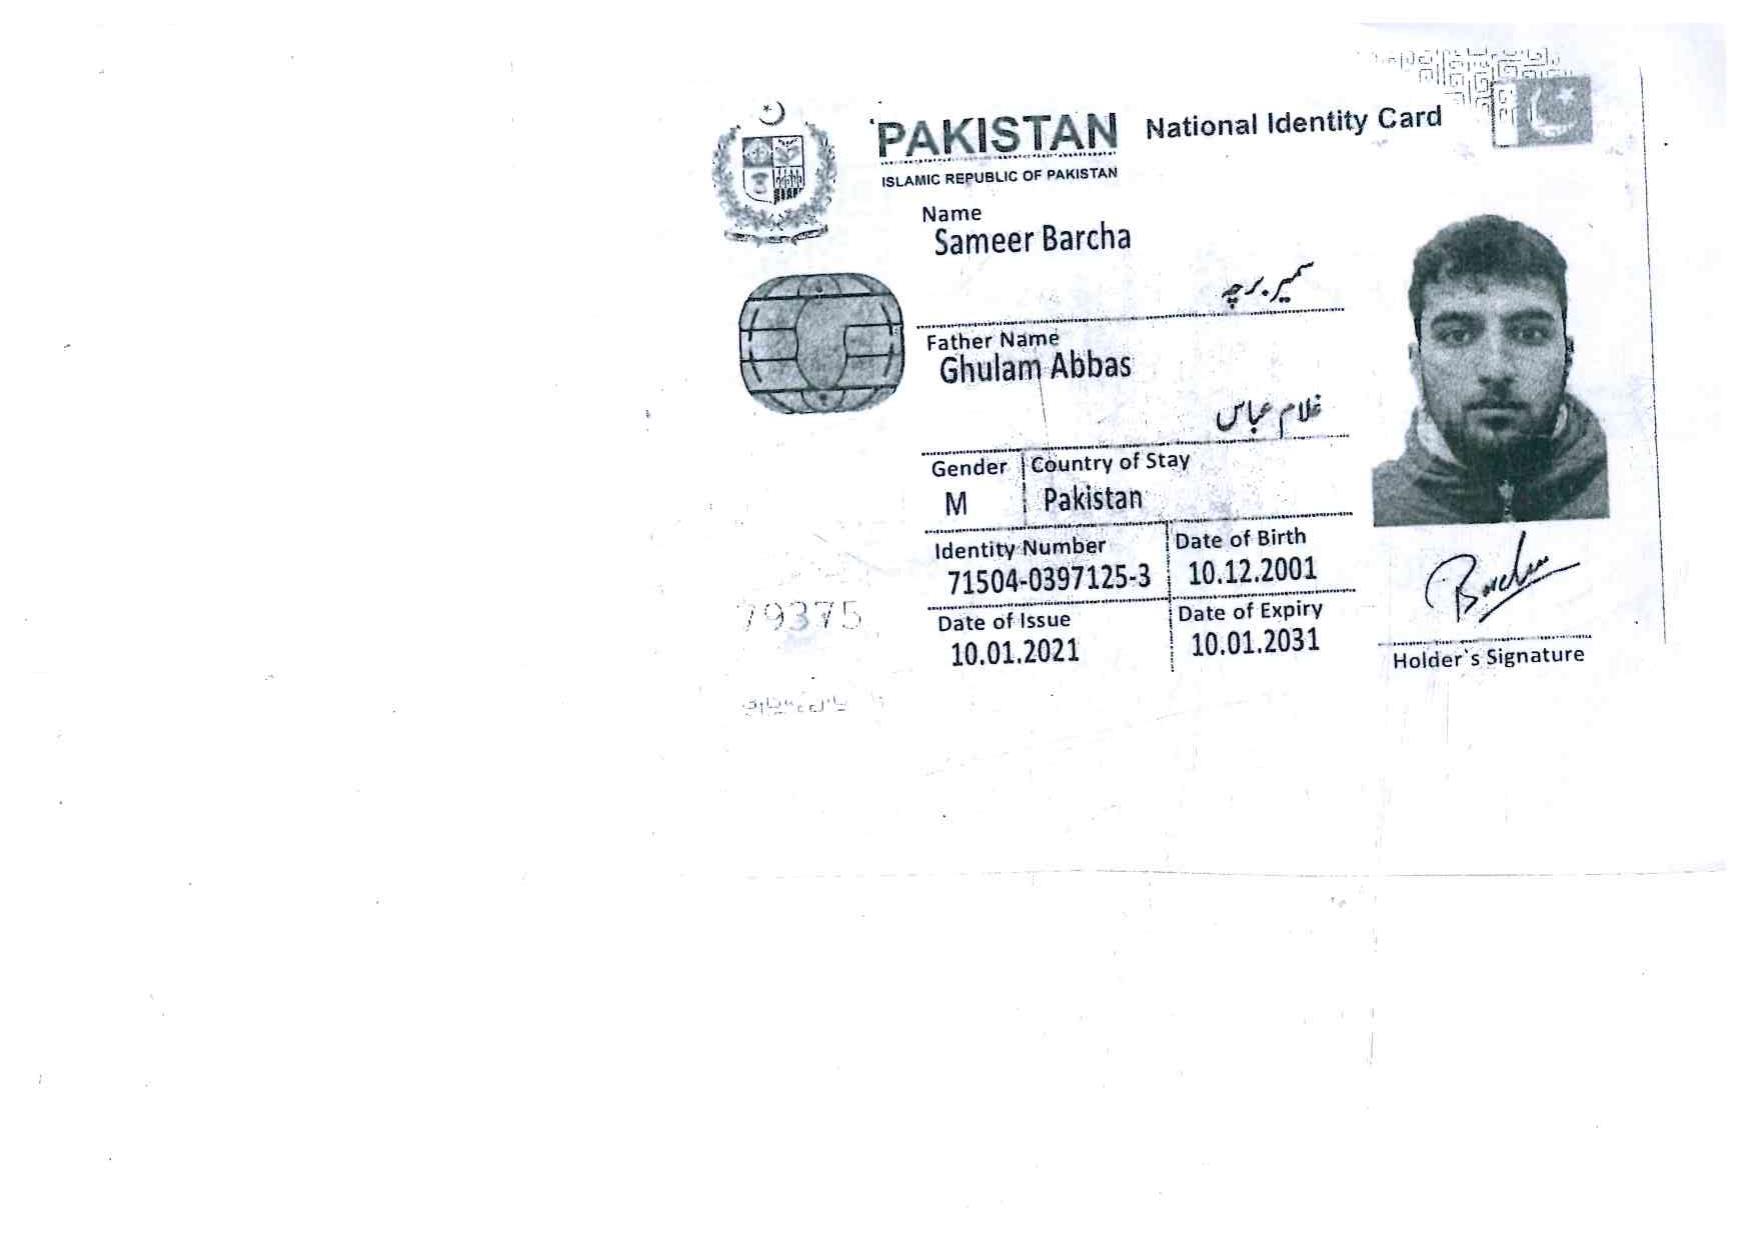 PAKISTAN National Identity Card
ISLAMIC REPUBLIC OF PAKISTAN
Name
Sameer Barcha
سمیر برچہ
Father Name
Ghulam Abbas
غلام عباس
Gender Country of Stay
M Pakistan
Identity Number Date of Birth
71504-0397125-3 10.12.2001
79375
Date of Issue Date of Expiry
10.01.2021 10.01.2031
Barcha
Holder`s Signature